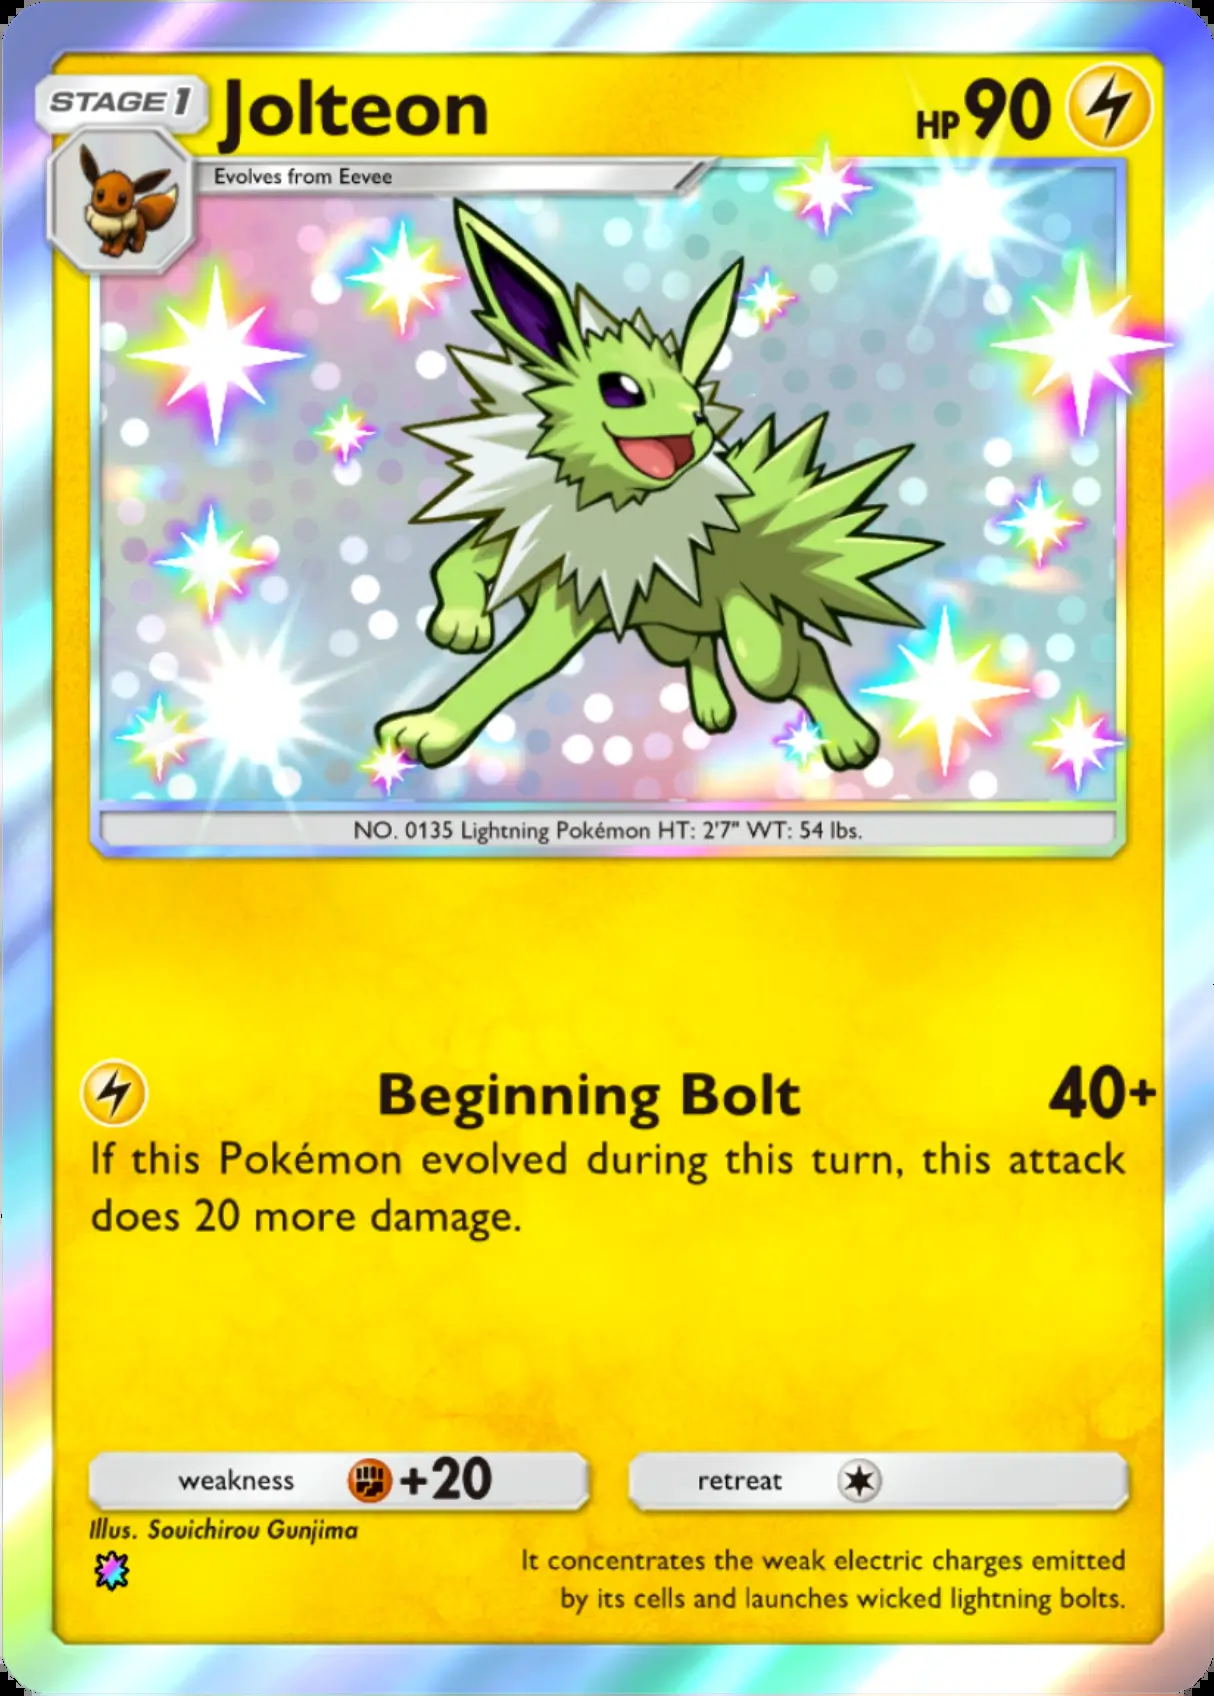 STAGE 1
Jolteon
HP 90
Evolves from Eevee
NO. 0135 Lightning Pokémon HT: 2'7" WT: 54 lbs.
Beginning Bolt 40+
If this Pokémon evolved during this turn, this attack
does 20 more damage.
weakness +20
retreat
Illus. Souichirou Gunjima
It concentrates the weak electric charges emitted
by its cells and launches wicked lightning bolts.